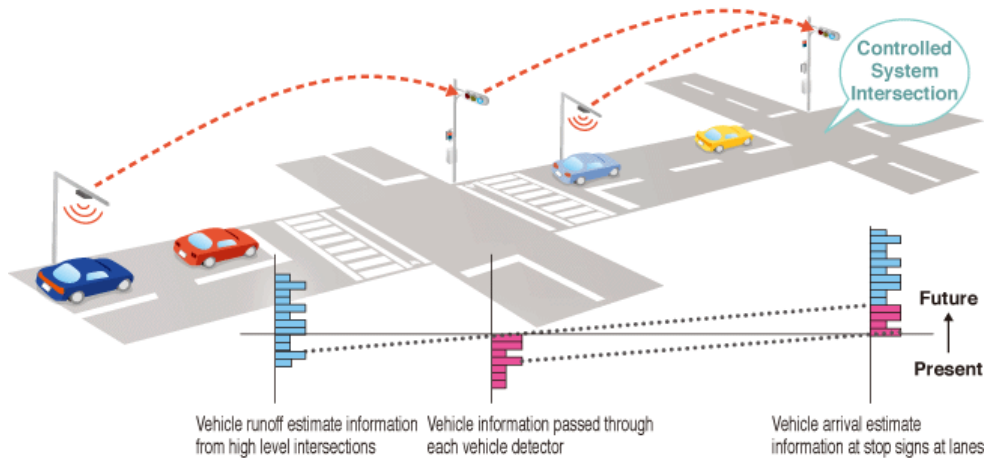 Controlled
System
Intersection
Future
Present
Vehicle runoff estimate information
from high level intersections
Vehicle information passed through
each vehicle detector
Vehicle arrival estimate
information at stop signs at lanes